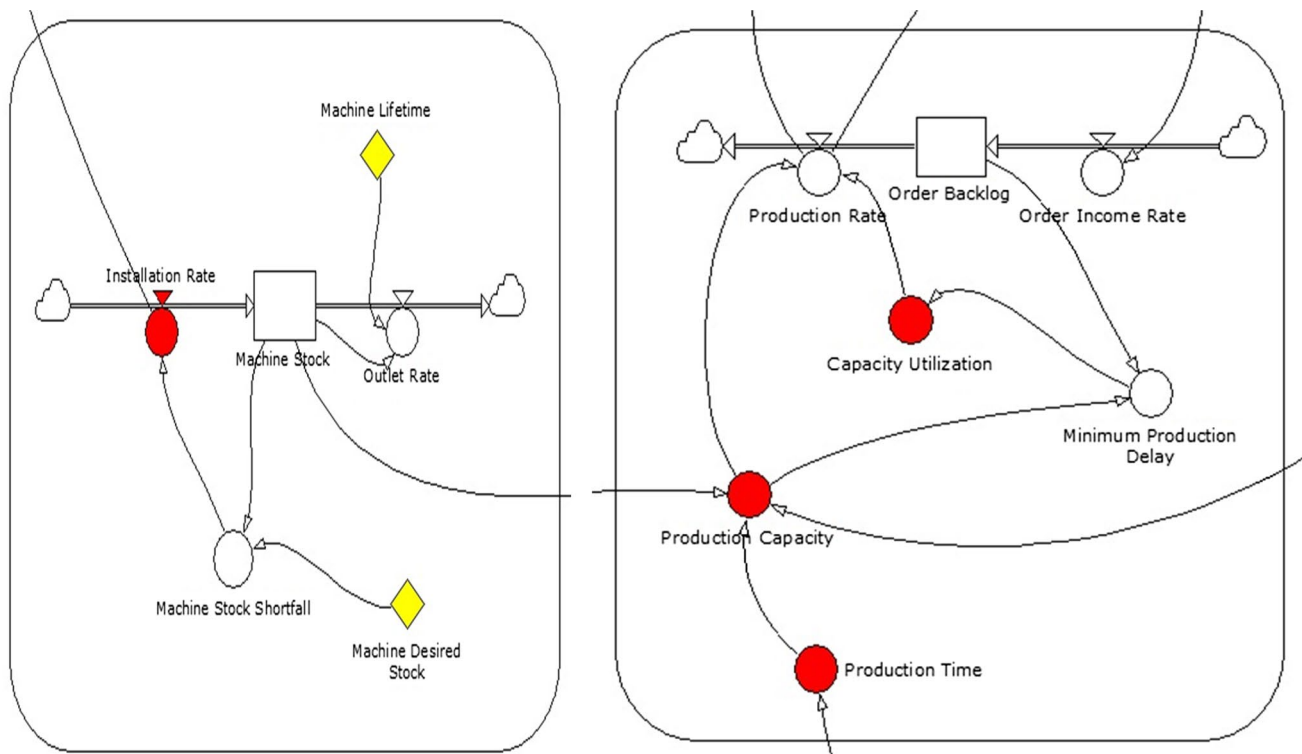 Machine Lifetime
Installation Rate
Machine Stock
Outlet Rate
Machine Stock Shortfall
Machine Desired
Stock
Production Rate
Order Backlog
Order Income Rate
Capacity Utilization
Minimum Production
Delay
Production Capacity
Production Time